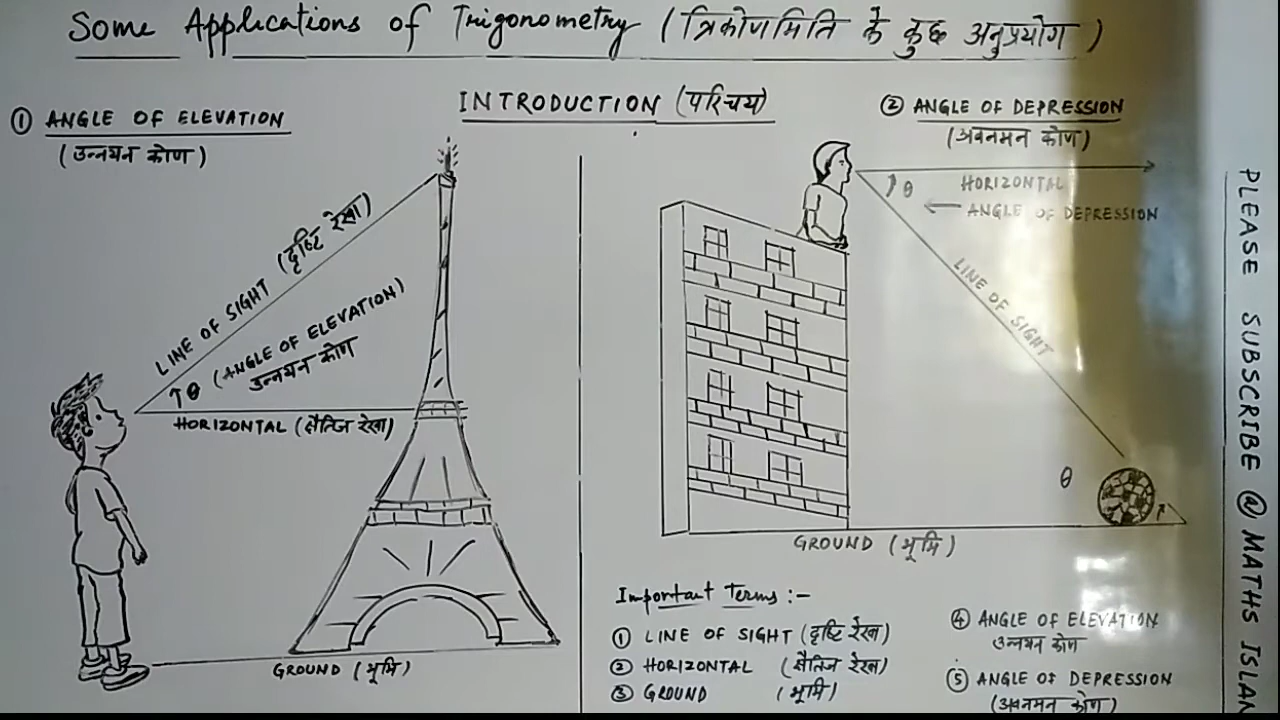 Some Applications of Trigonometry (त्रिकोणमिति के कुछ अनुप्रयोग)
INTRODUCTION (परिचय)
① ANGLE OF ELEVATION
(उन्नयन कोण)
LINE OF SIGHT (दृष्टि रेखा)
θ (ANGLE OF ELEVATION)
उन्नयन कोण
HORIZONTAL (क्षैतिज रेखा)
GROUND (भूमि)
② ANGLE OF DEPRESSION
(अवनमन कोण)
HORIZONTAL
θ
ANGLE OF DEPRESSION
LINE OF SIGHT
θ
GROUND (भूमि)
Important Terms :-
① LINE OF SIGHT (दृष्टि रेखा)
② HORIZONTAL (क्षैतिज रेखा)
③ GROUND (भूमि)
④ ANGLE OF ELEVATION
उन्नयन कोण
⑤ ANGLE OF DEPRESSION
(अवनमन कोण)
PLEASE SUBSCRIBE @ MATHS ISLAN